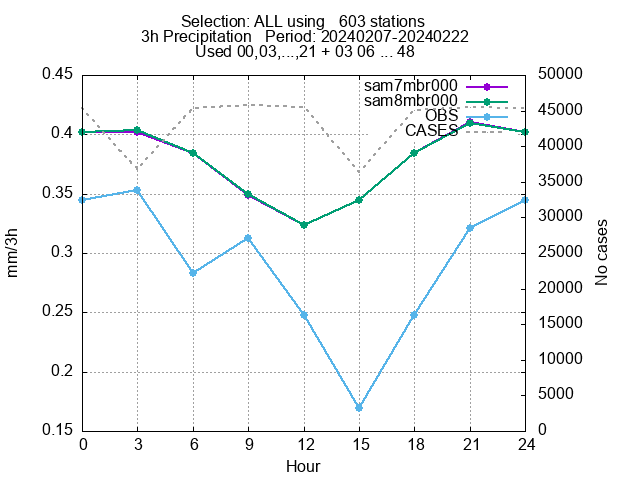 Selection: ALL using   603 stations
3h Precipitation   Period: 20240207-20240222
Used 00,03,...,21 + 03 06 ... 48
sam7mbr000
sam8mbr000
OBS
CASES
0.45
0.4
0.35
0.3
0.25
0.2
0.15
mm/3h
50000
45000
40000
35000
30000
25000
20000
15000
10000
5000
0
No cases
0 3 6 9 12 15 18 21 24
Hour